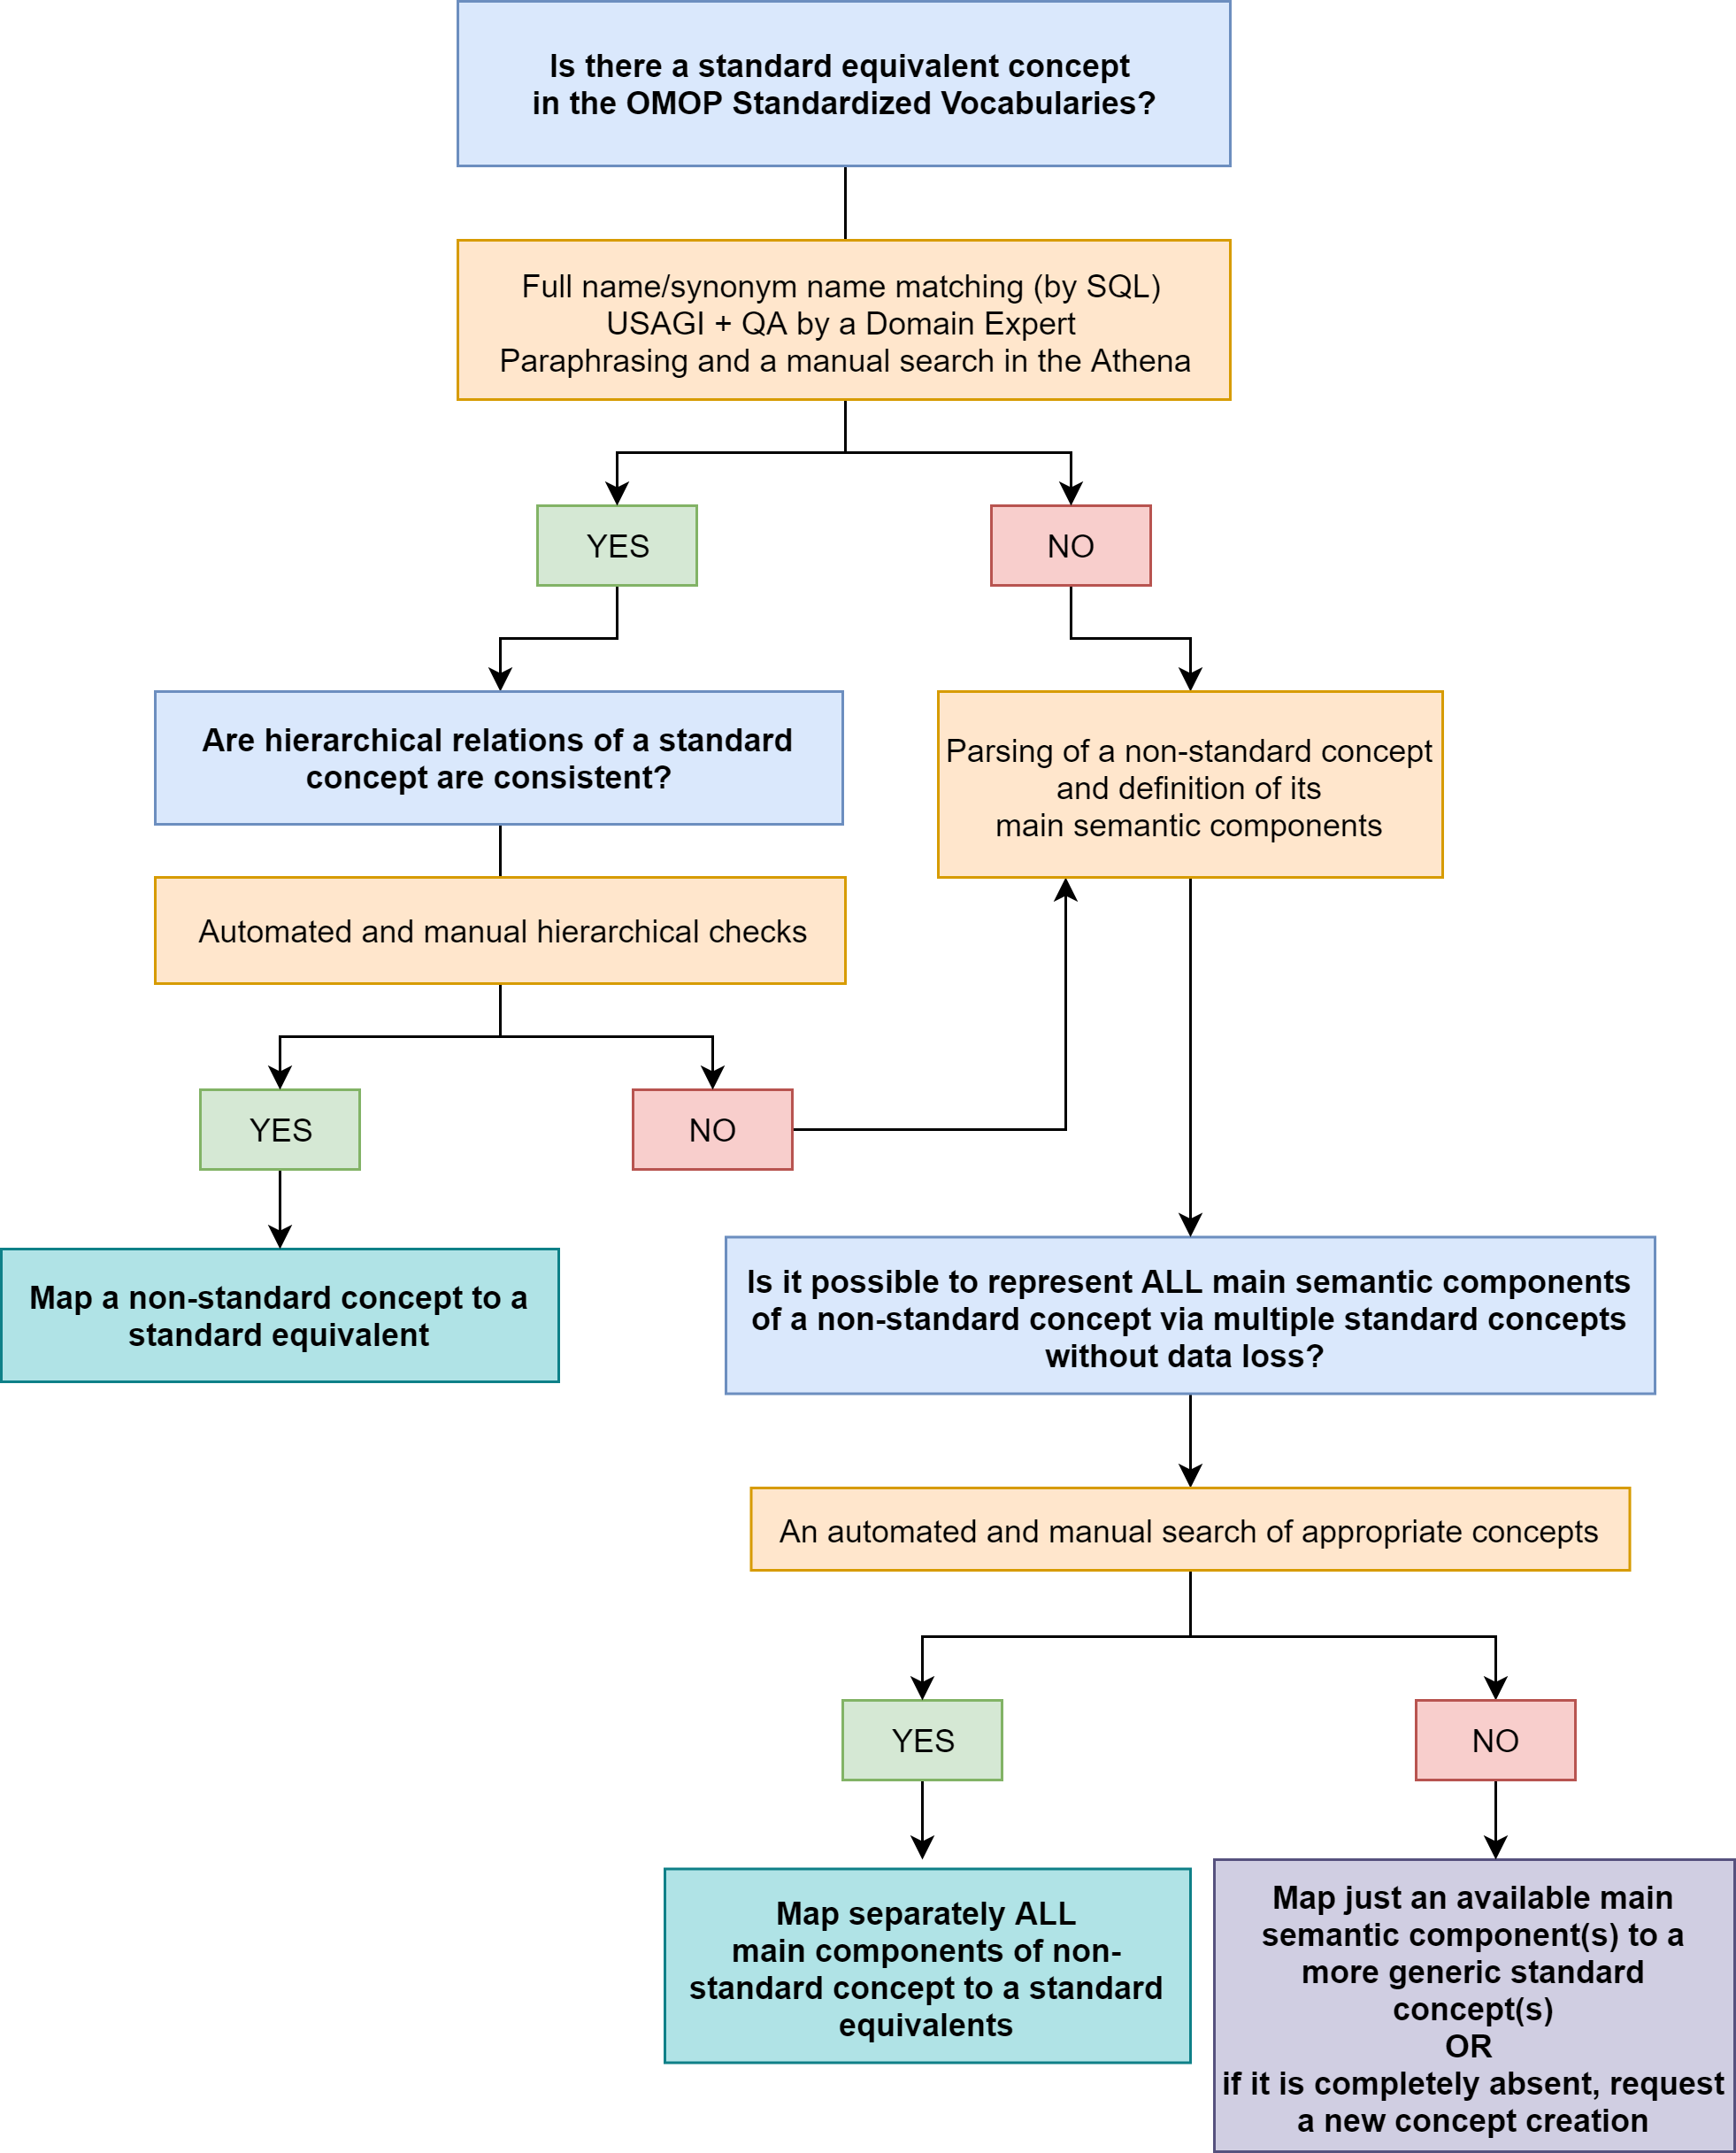 Is there a standard equivalent concept
in the OMOP Standardized Vocabularies?
Full name/synonym name matching (by SQL)
USAGI + QA by a Domain Expert
Paraphrasing and a manual search in the Athena
YES
NO
Are hierarchical relations of a standard
concept are consistent?
Parsing of a non-standard concept
and definition of its
main semantic components
Automated and manual hierarchical checks
YES
NO
Map a non-standard concept to a
standard equivalent
Is it possible to represent ALL main semantic components
of a non-standard concept via multiple standard concepts
without data loss?
An automated and manual search of appropriate concepts
YES
NO
Map separately ALL
main components of non-
standard concept to a standard
equivalents
Map just an available main
semantic component(s) to a
more generic standard
concept(s)
OR
if it is completely absent, request
a new concept creation